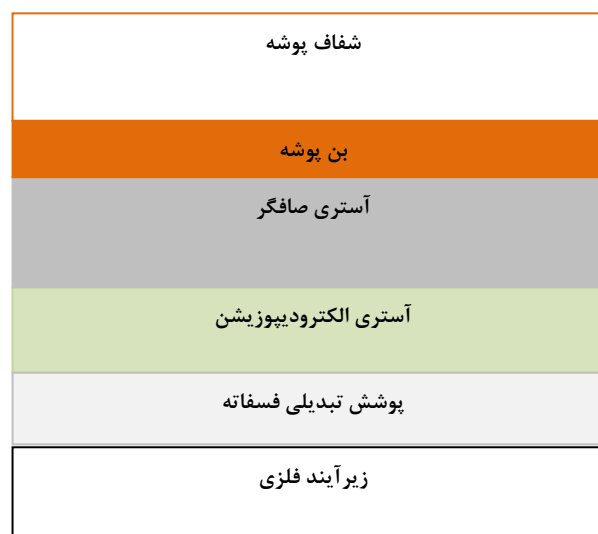 شفاف پوشه
بن پوشه
آستری صافگر
آستری الکترودیپوزیشن
پوشش تبدیلی فسفاته
زیرآیند فلزی